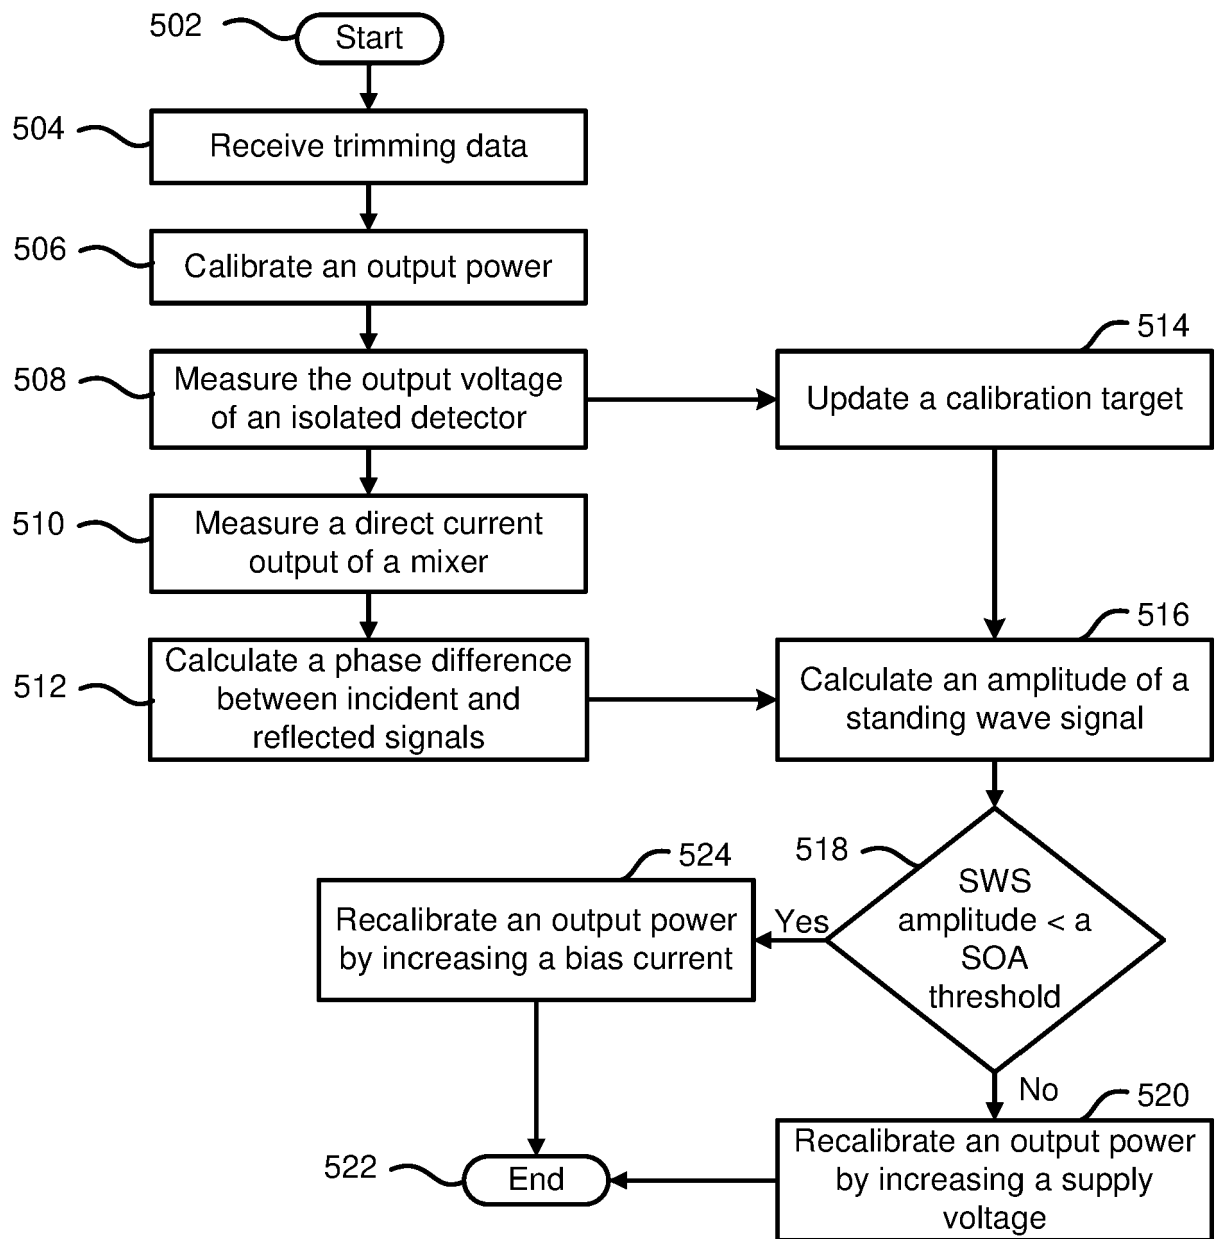 502
Start
504
Receive trimming data
506
Calibrate an output power
508
Measure the output voltage
of an isolated detector
514
Update a calibration target
510
Measure a direct current
output of a mixer
512
Calculate a phase difference
between incident and
reflected signals
516
Calculate an amplitude of a
standing wave signal
518
SWS
amplitude < a
SOA
threshold
Yes
524
Recalibrate an output power
by increasing a bias current
No
520
Recalibrate an output power
by increasing a supply
voltage
522
End